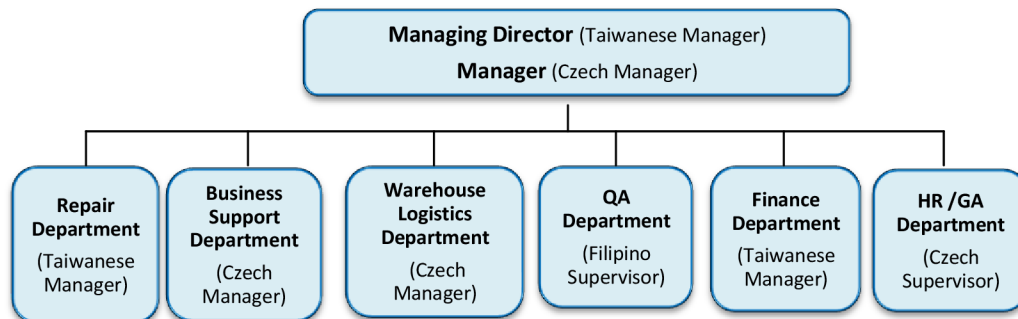 Managing Director (Taiwanese Manager)
Manager (Czech Manager)
Repair
Department
(Taiwanese
Manager)
Business
Support
Department
(Czech
Manager)
Warehouse
Logistics
Department
(Czech
Manager)
QA
Department
(Filipino
Supervisor)
Finance
Department
(Taiwanese
Manager)
HR /GA
Department
(Czech
Supervisor)